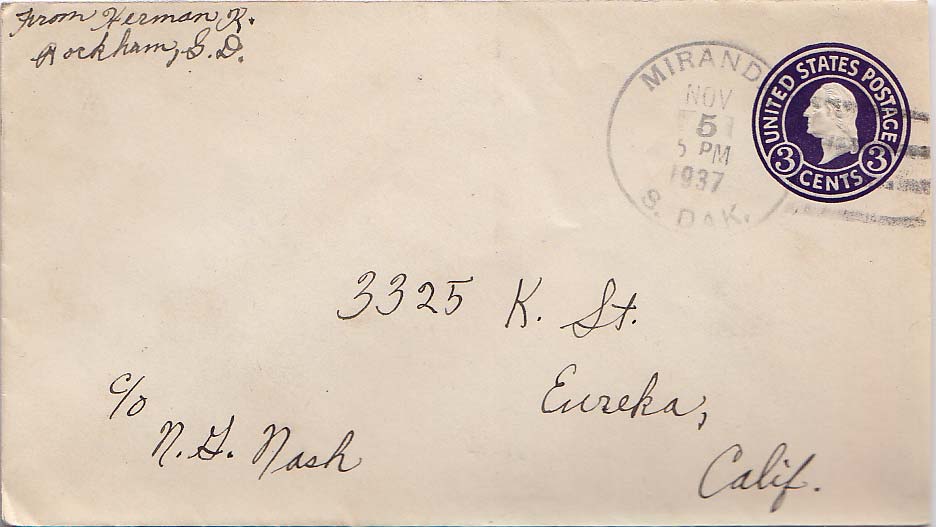 From Herman K.
Rockham, S.D.
MIRAND
NOV
5
5 PM
1937
S. DAK.
UNITED STATES POSTAGE
3 CENTS 3
3325 K. St.
Eureka,
Calif.
c/o
N. G. Nash